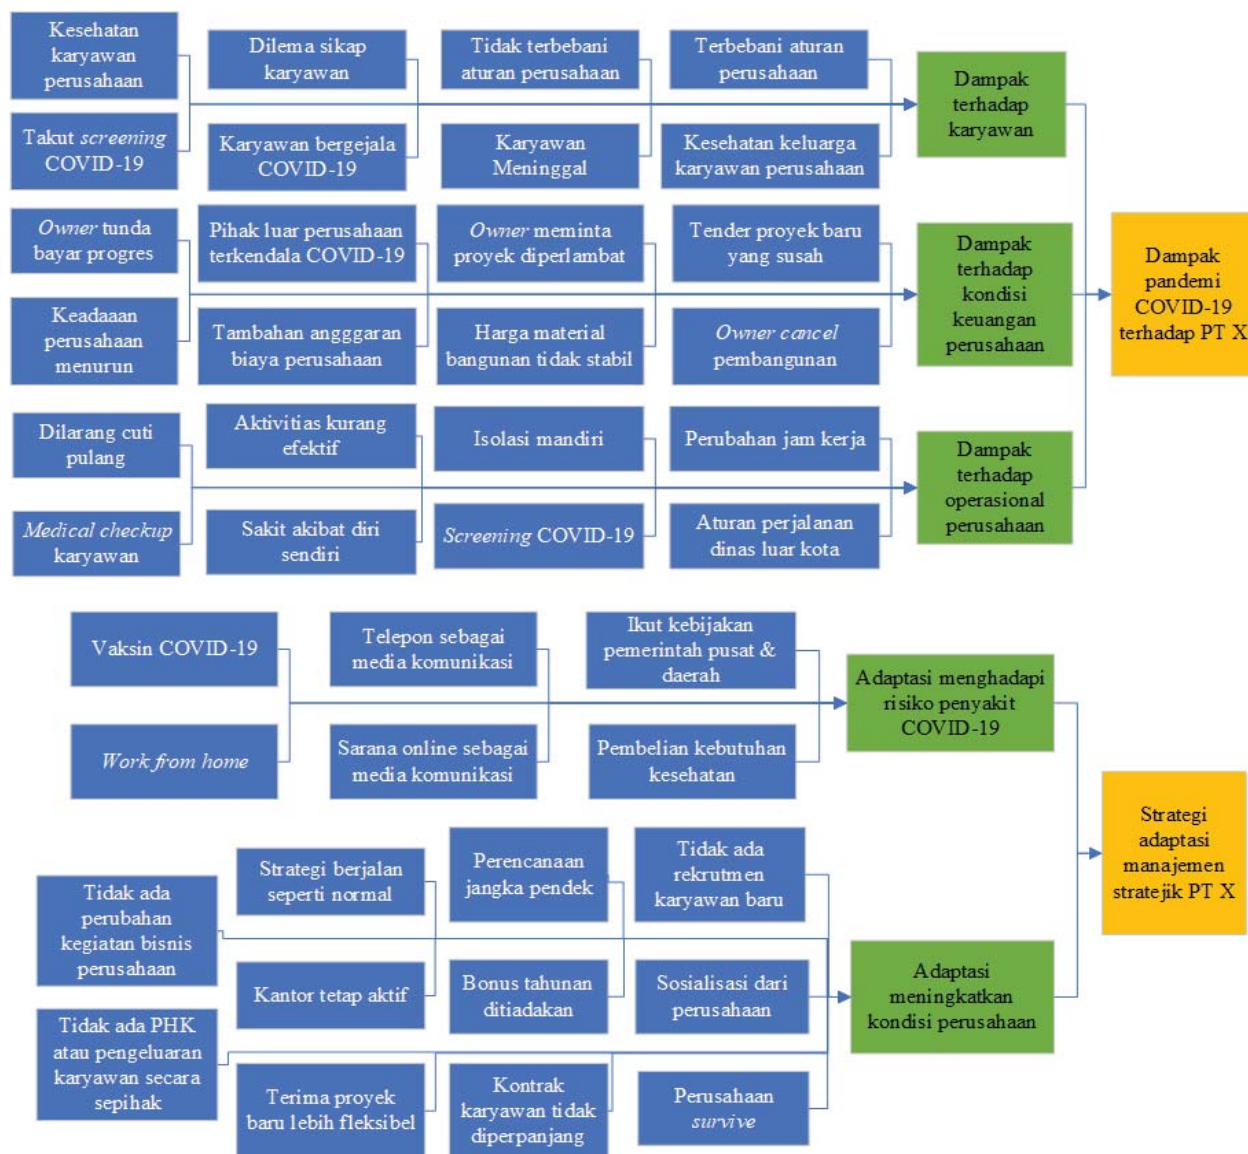 Kesehatan
karyawan
perusahaan
Dilema sikap
karyawan
Tidak terbebani
aturan perusahaan
Terbebani aturan
perusahaan
Dampak
terhadap
karyawan
Takut screening
COVID-19
Karyawan bergejala
COVID-19
Karyawan
Meninggal
Kesehatan keluarga
karyawan perusahaan
Owner tunda
bayar progres
Pihak luar perusahaan
terkendala COVID-19
Owner meminta
proyek diperlambat
Tender proyek baru
yang susah
Dampak
terhadap
kondisi
keuangan
perusahaan
Dampak
pandemi
COVID-19
terhadap PT X
Keadaaan
perusahaan
menurun
Tambahan angggaran
biaya perusahaan
Harga material
bangunan tidak stabil
Owner cancel
pembangunan
Dilarang cuti
pulang
Aktivitias kurang
efektif
Isolasi mandiri
Perubahan jam kerja
Dampak
terhadap
operasional
perusahaan
Medical checkup
karyawan
Sakit akibat diri
sendiri
Screening COVID-19
Aturan perjalanan
dinas luar kota
Vaksin COVID-19
Telepon sebagai
media komunikasi
Ikut kebijakan
pemerintah pusat &
daerah
Adaptasi menghadapi
risiko penyakit
COVID-19
Work from home
Sarana online sebagai
media komunikasi
Pembelian kebutuhan
kesehatan
Strategi
adaptasi
manajemen
stratejik PT X
Tidak ada
perubahan
kegiatan bisnis
perusahaan
Strategi berjalan
seperti normal
Perencanaan
jangka pendek
Tidak ada
rekrutmen
karyawan baru
Kantor tetap aktif
Bonus tahunan
ditiadakan
Sosialisasi dari
perusahaan
Adaptasi
meningkatkan
kondisi perusahaan
Tidak ada PHK
atau pengeluaran
karyawan secara
sepihak
Terima proyek
baru lebih fleksibel
Kontrak
karyawan tidak
diperpanjang
Perusahaan
survive